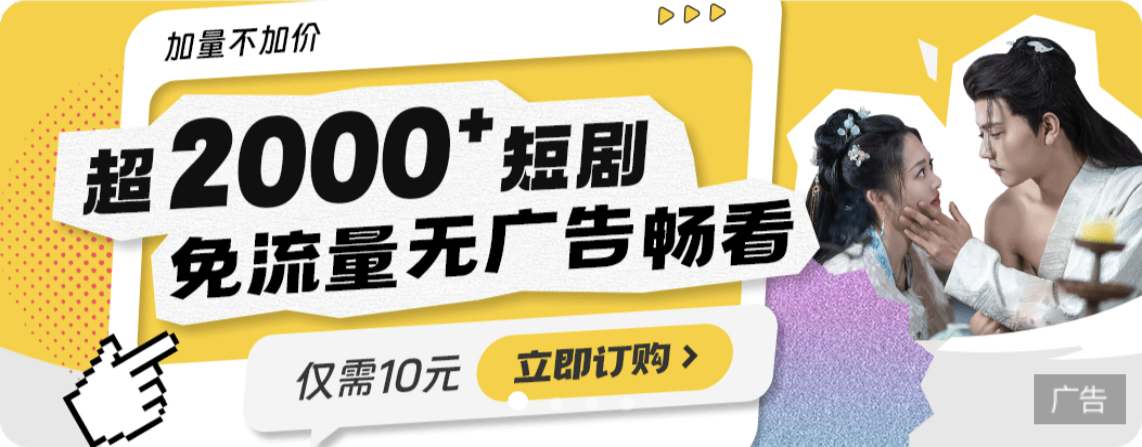 加量不加价
超2000+短剧
免流量无广告畅看
仅需10元 立即订购 >
广告